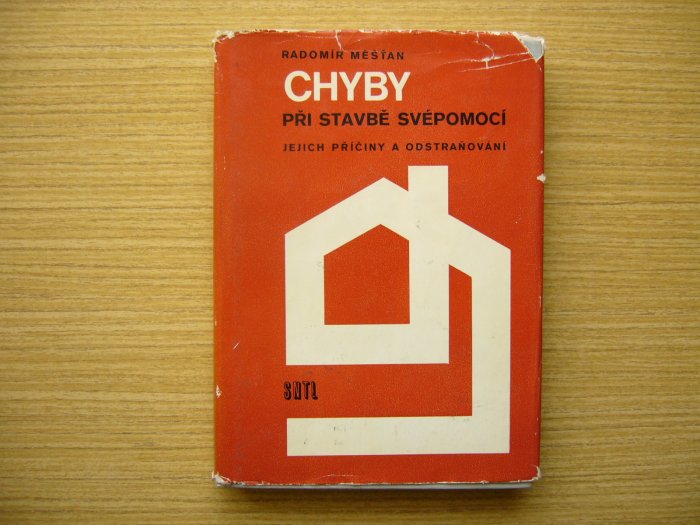 RADOMÍR MĚŠŤAN
CHYBY
PŘI STAVBĚ SVÉPOMOCÍ
JEJICH PŘÍČINY A ODSTRAŇOVÁNÍ
SNTL